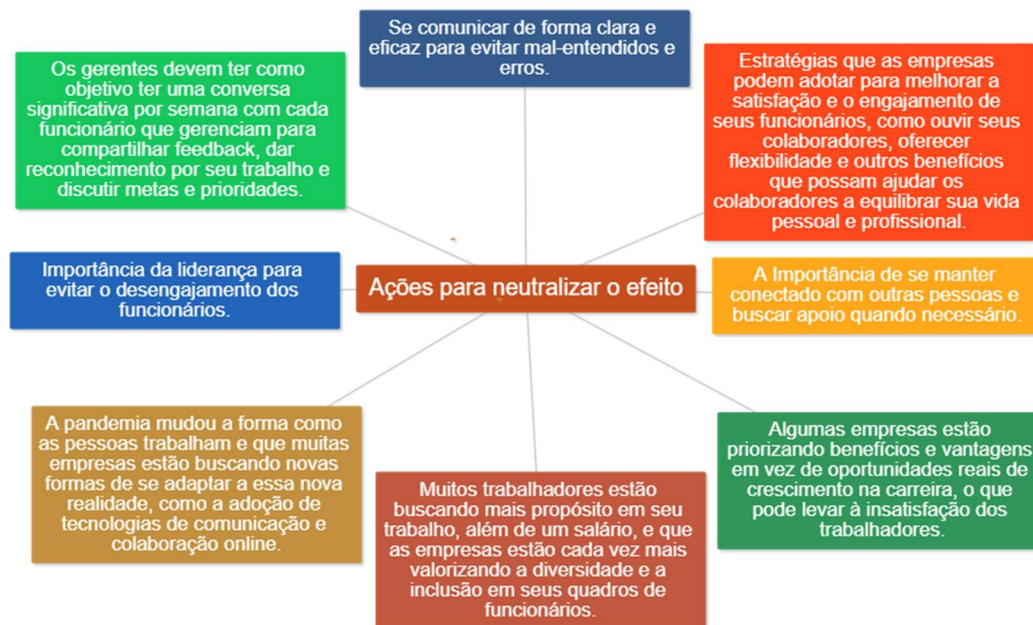 Se comunicar de forma clara e
eficaz para evitar mal-entendidos e
erros.
Os gerentes devem ter como
objetivo ter uma conversa
significativa por semana com cada
funcionário que gerenciam para
compartilhar feedback, dar
reconhecimento por seu trabalho e
discutir metas e prioridades.
Estratégias que as empresas
podem adotar para melhorar a
satisfação e o engajamento de
seus funcionários, como ouvir seus
colaboradores, oferecer
flexibilidade e outros benefícios
que possam ajudar os
colaboradores a equilibrar sua vida
pessoal e profissional.
Importância da liderança para
evitar o desengajamento dos
funcionários.
Ações para neutralizar o efeito
A Importância de se manter
conectado com outras pessoas e
buscar apoio quando necessário.
A pandemia mudou a forma como
as pessoas trabalham e que muitas
empresas estão buscando novas
formas de se adaptar a essa nova
realidade, como a adoção de
tecnologias de comunicação e
colaboração online.
Muitos trabalhadores estão
buscando mais propósito em seu
trabalho, além de um salário, e que
as empresas estão cada vez mais
valorizando a diversidade e a
inclusão em seus quadros de
funcionários.
Algumas empresas estão
priorizando benefícios e vantagens
em vez de oportunidades reais de
crescimento na carreira, o que
pode levar à insatisfação dos
trabalhadores.